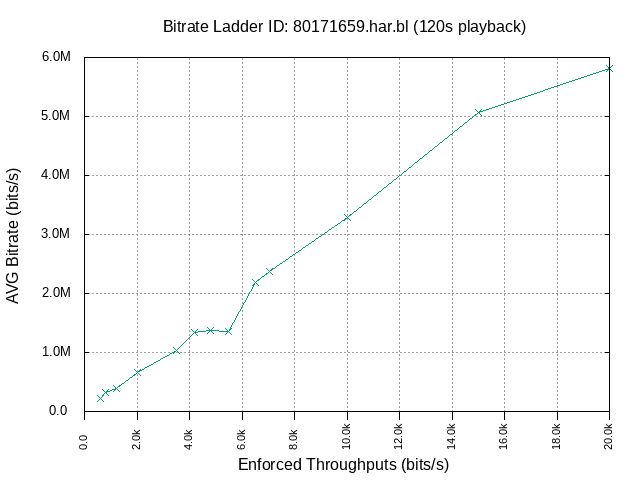 Bitrate Ladder ID: 80171659.har.bl (120s playback)
6.0M
5.0M
4.0M
3.0M
2.0M
1.0M
0.0
AVG Bitrate (bits/s)
0.0
2.0k
4.0k
6.0k
8.0k
10.0k
12.0k
14.0k
16.0k
18.0k
20.0k
Enforced Throughputs (bits/s)